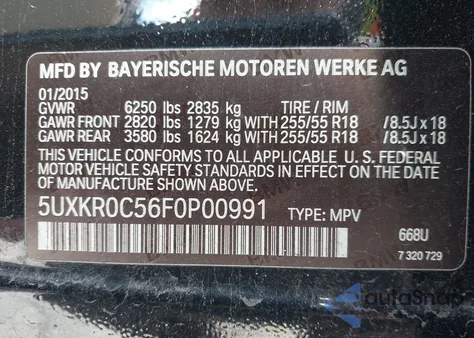 MFD BY BAYERISCHE MOTOREN WERKE AG
01/2015
GVWR 6250 lbs 2835 kg TIRE / RIM
GAWR FRONT 2820 lbs 1279 kg WITH 255/55 R18 /8.5J x 18
GAWR REAR 3580 lbs 1624 kg WITH 255/55 R18 /8.5J x 18
THIS VEHICLE CONFORMS TO ALL APPLICABLE U. S. FEDERAL
MOTOR VEHICLE SAFETY STANDARDS IN EFFECT ON THE
DATE OF MANUFACTURE SHOWN ABOVE.
5UXKR0C56F0P00991 TYPE: MPV 668U
7 320 729
autoSnap